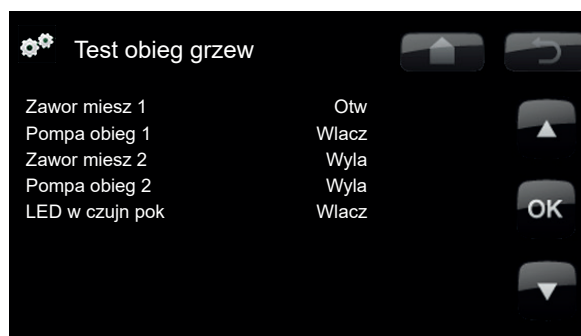 Test obieg grzew
Zawor miesz 1 Otw
Pompa obieg 1 Wlacz
Zawor miesz 2 Wyla
Pompa obieg 2 Wyla
LED w czujn pok Wlacz
OK